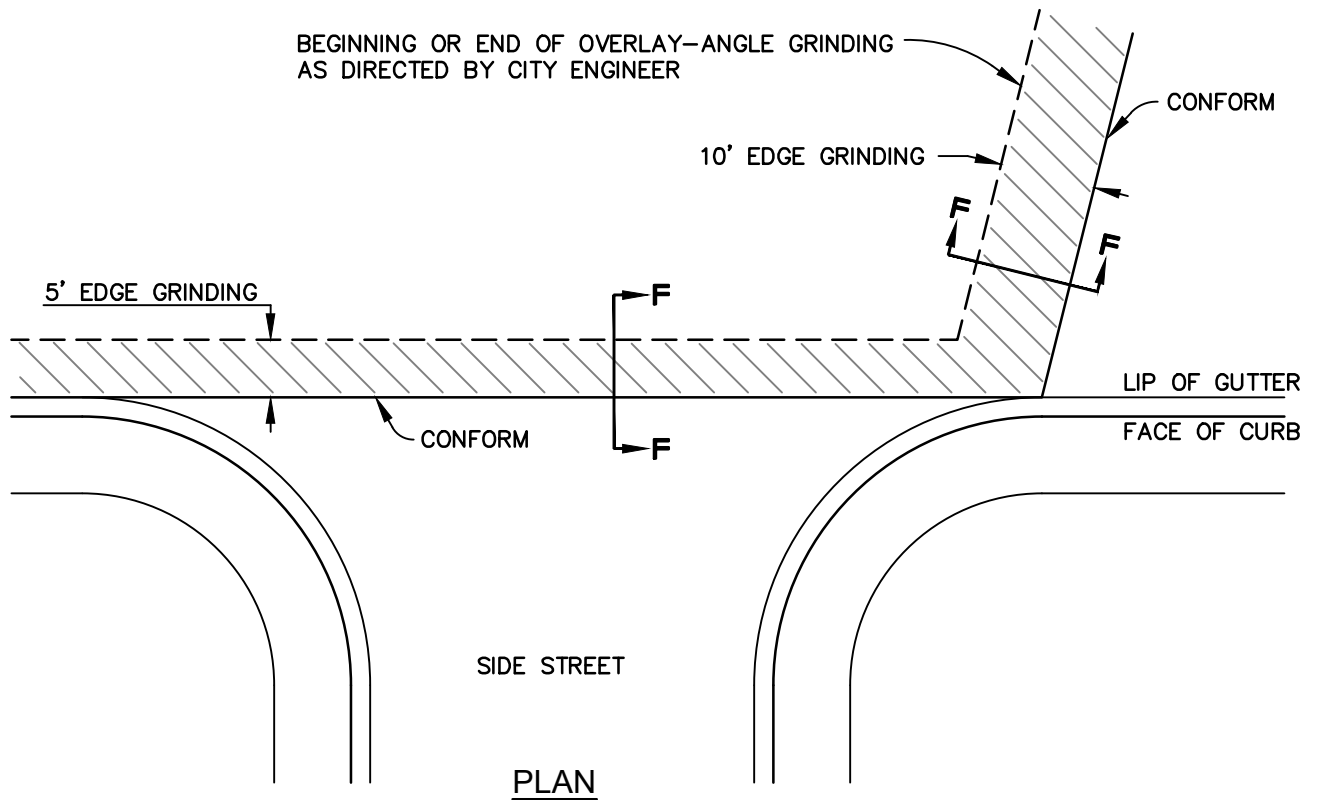 BEGINNING OR END OF OVERLAY-ANGLE GRINDING
AS DIRECTED BY CITY ENGINEER
CONFORM
10' EDGE GRINDING
F
F
5' EDGE GRINDING
F
LIP OF GUTTER
FACE OF CURB
CONFORM
F
SIDE STREET
PLAN